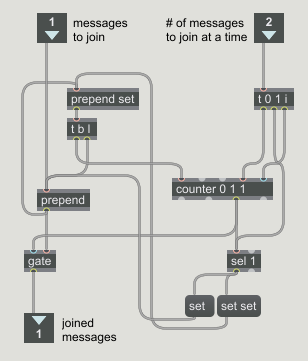 1
messages
to join
# of messages
to join at a time
2
prepend set
t 0 1 i
t b l
counter 0 1 1
prepend
gate
sel 1
set
set set
1
joined
messages